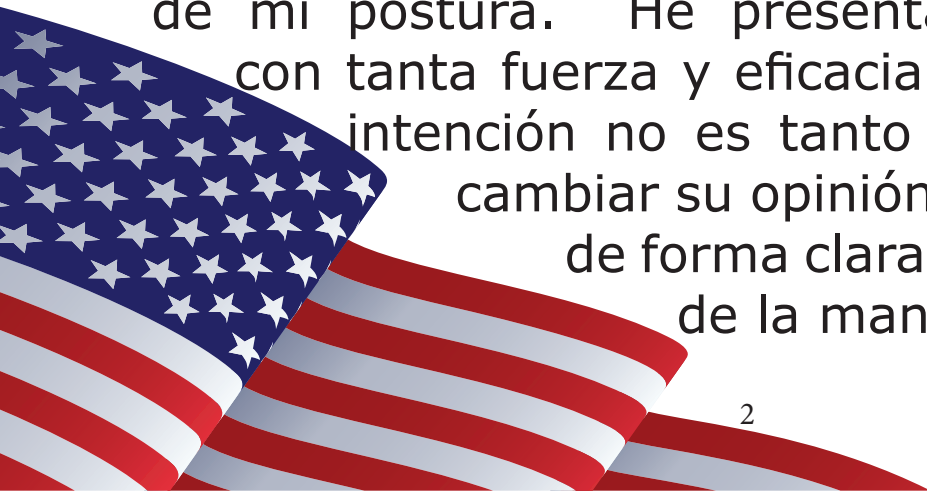 de mi postura. He presenta
con tanta fuerza y eficacia
intención no es tanto
cambiar su opinión
de forma clara
de la man
2